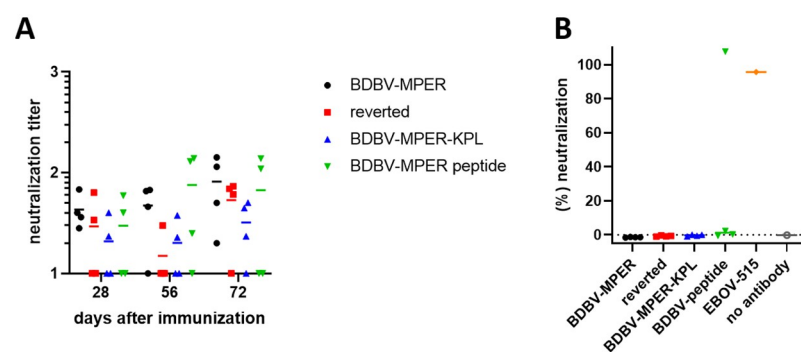 A
neutralization titer
3
2
1
28 56 72
days after immunization
BDBV-MPER
reverted
BDBV-MPER-KPL
BDBV-MPER peptide
B
(%) neutralization
100
80
60
40
20
0
BDBV-MPER
reverted
BDBV-MPER-KPL
BDBV-peptide
EBOV-515
no antibody